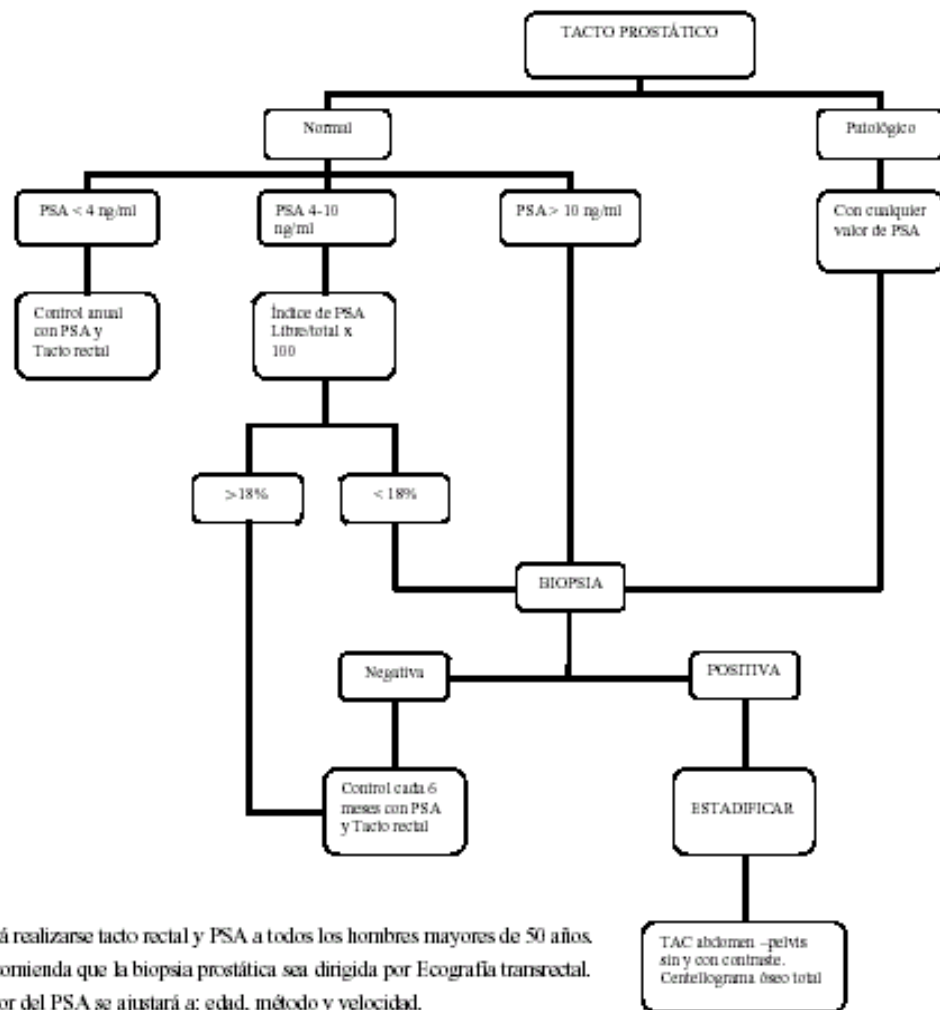 TACTO PROSTÁTICO
Normal
Patológico
PSA < 4 ng/ml
PSA 4-10
ng/ml
PSA > 10 ng/ml
Con cualquier
valor de PSA
Control anual
con PSA y
Tacto rectal
Índice de PSA
Libre/total x
100
>18%
< 18%
BIOPSIA
Negativa
POSITIVA
Control cada 6
meses con PSA
y Tacto rectal
ESTADIFICAR
TAC abdomen –pelvis
sin y con contraste.
Centellograma óseo total
á realizarse tacto rectal y PSA a todos los hombres mayores de 50 años.
omienda que la biopsia prostática sea dirigida por Ecografía transrectal.
or del PSA se ajustará a: edad, método y velocidad.